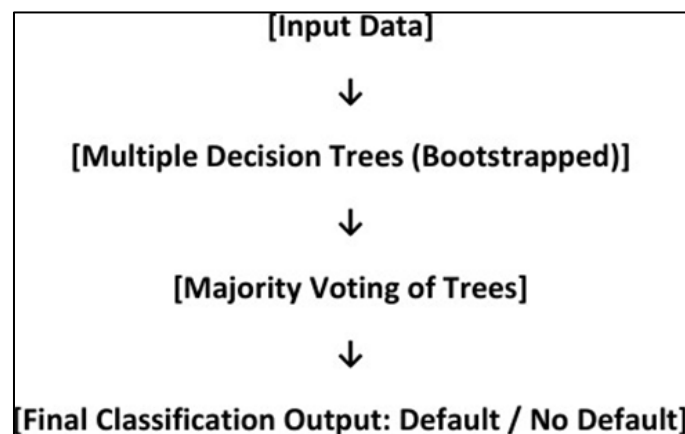 [Input Data]
↓
[Multiple Decision Trees (Bootstrapped)]
↓
[Majority Voting of Trees]
↓
[Final Classification Output: Default / No Default]